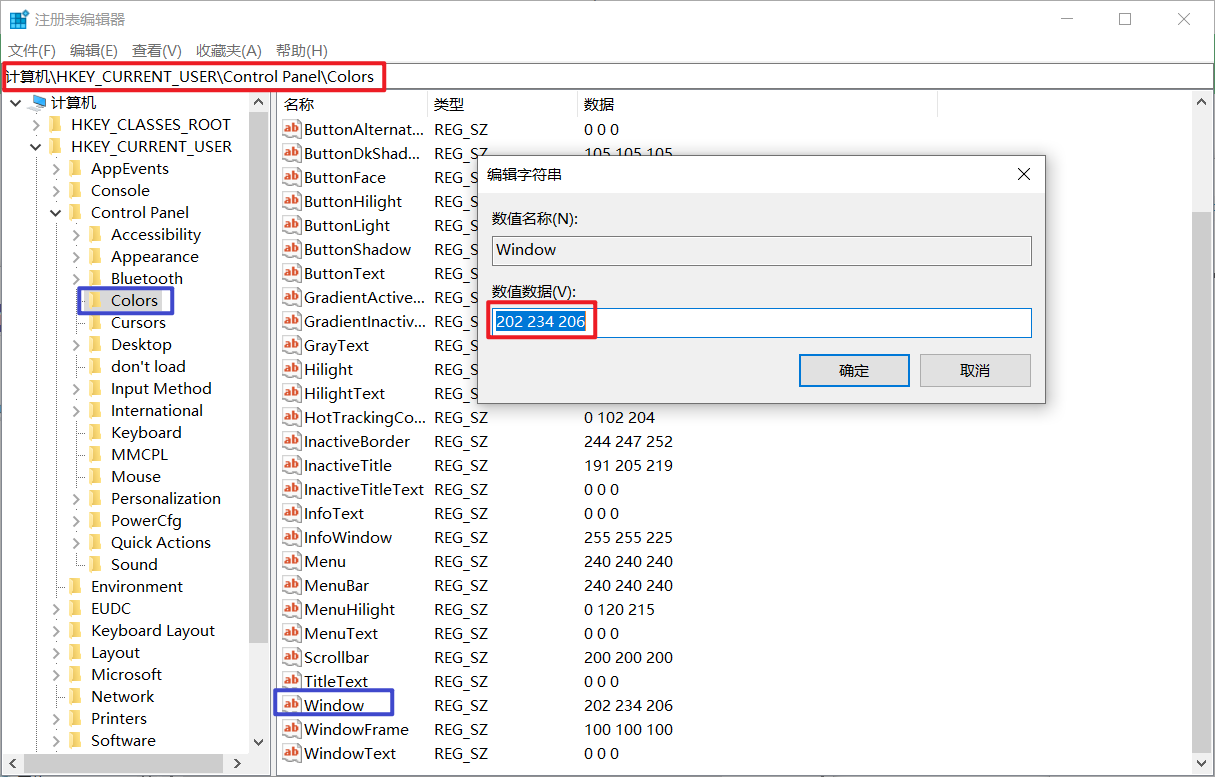 注册表编辑器
文件(F) 编辑(E) 查看(V) 收藏夹(A) 帮助(H)
计算机\HKEY_CURRENT_USER\Control Panel\Colors
计算机
HKEY_CLASSES_ROOT
HKEY_CURRENT_USER
AppEvents
Console
Control Panel
Accessibility
Appearance
Bluetooth
Colors
Cursors
Desktop
don't load
Input Method
International
Keyboard
MMCPL
Mouse
Personalization
PowerCfg
Quick Actions
Sound
Environment
EUDC
Keyboard Layout
Layout
Microsoft
Network
Printers
Software
名称 类型 数据
ButtonAlternat... REG_SZ 0 0 0
ButtonDkShad... REG_SZ 105 105 105
ButtonFace REG_S
ButtonHilight REG_S
ButtonLight REG_S
ButtonShadow REG_S
ButtonText REG_S
GradientActive... REG_S
GradientInactiv... REG_S
GrayText REG_S
Hilight REG_S
HilightText REG_S
HotTrackingCo... REG_SZ 0 102 204
InactiveBorder REG_SZ 244 247 252
InactiveTitle REG_SZ 191 205 219
InactiveTitleText REG_SZ 0 0 0
InfoText REG_SZ 0 0 0
InfoWindow REG_SZ 255 255 225
Menu REG_SZ 240 240 240
MenuBar REG_SZ 240 240 240
MenuHilight REG_SZ 0 120 215
MenuText REG_SZ 0 0 0
Scrollbar REG_SZ 200 200 200
TitleText REG_SZ 0 0 0
Window REG_SZ 202 234 206
WindowFrame REG_SZ 100 100 100
WindowText REG_SZ 0 0 0
编辑字符串
数值名称(N):
Window
数值数据(V):
202 234 206
确定 取消